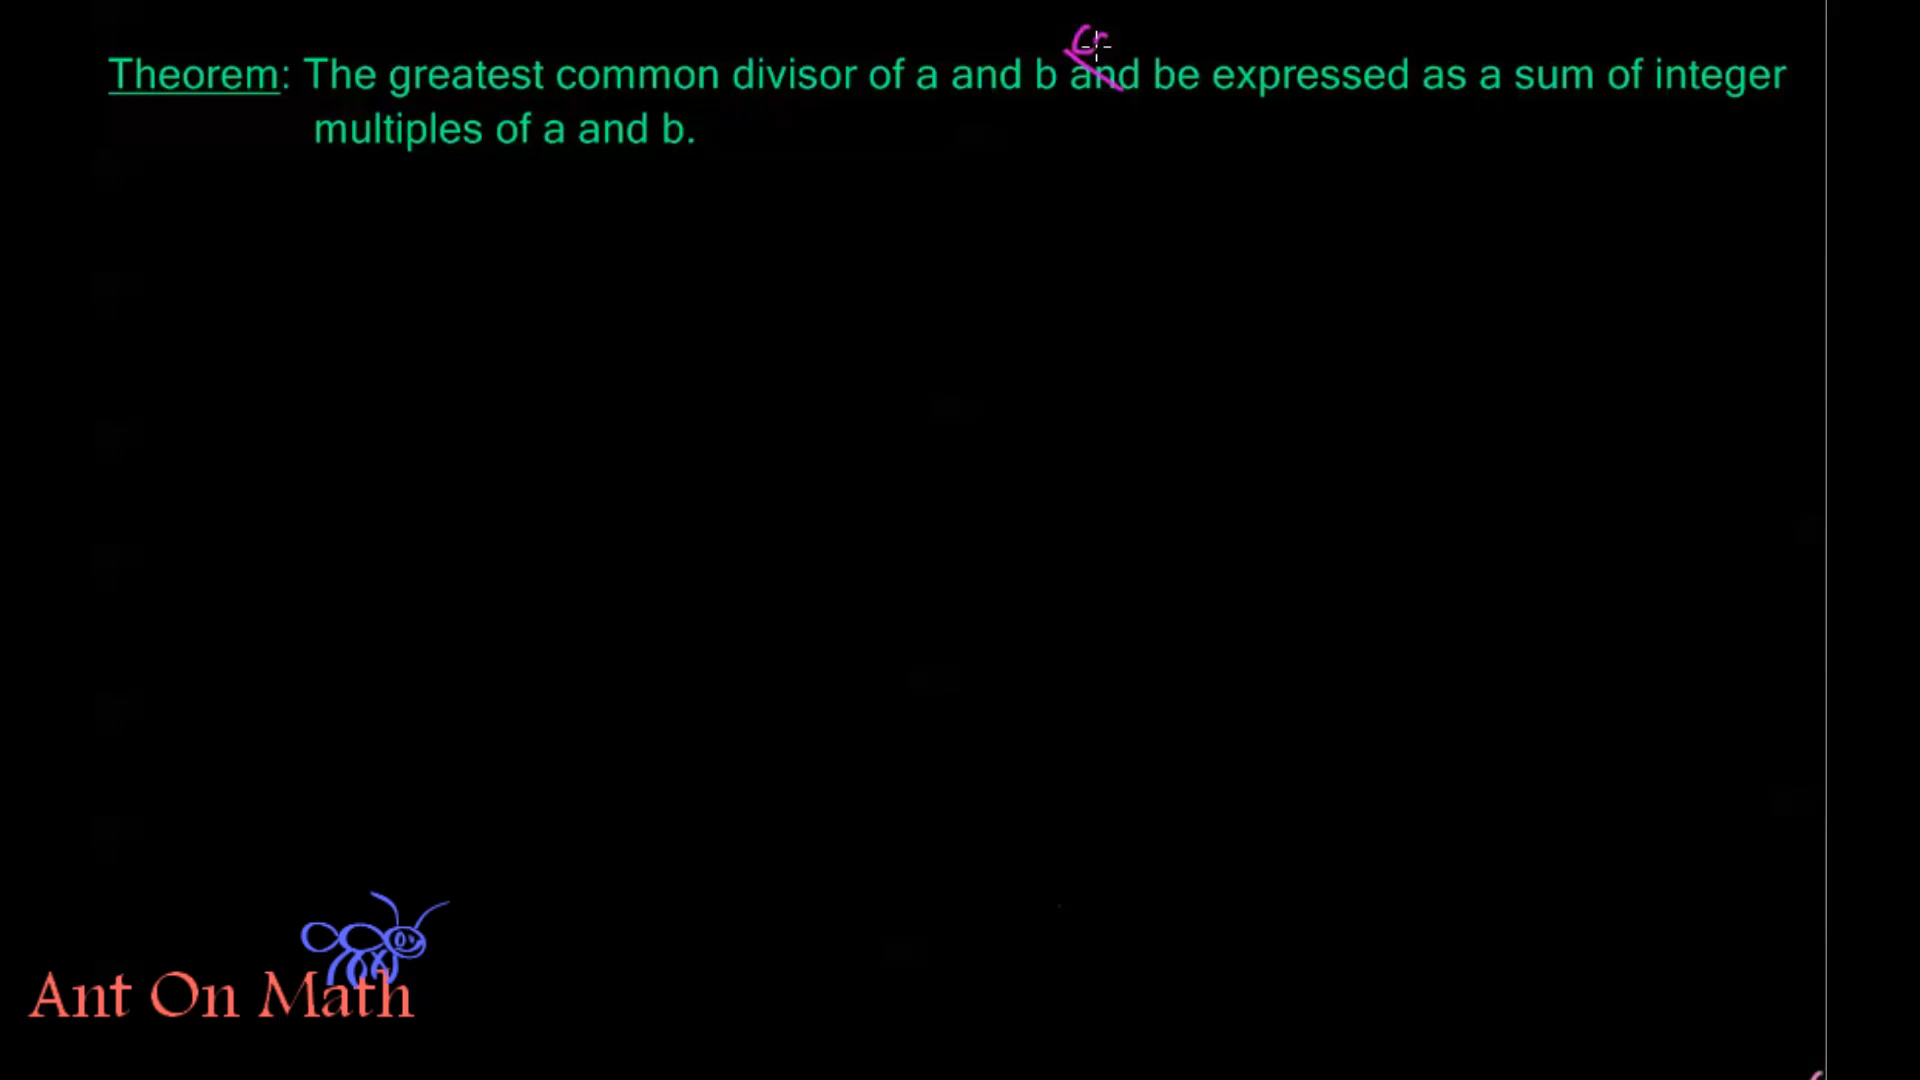 Theorem: The greatest common divisor of a and b and be expressed as a sum of integer
multiples of a and b.
Ant On Math